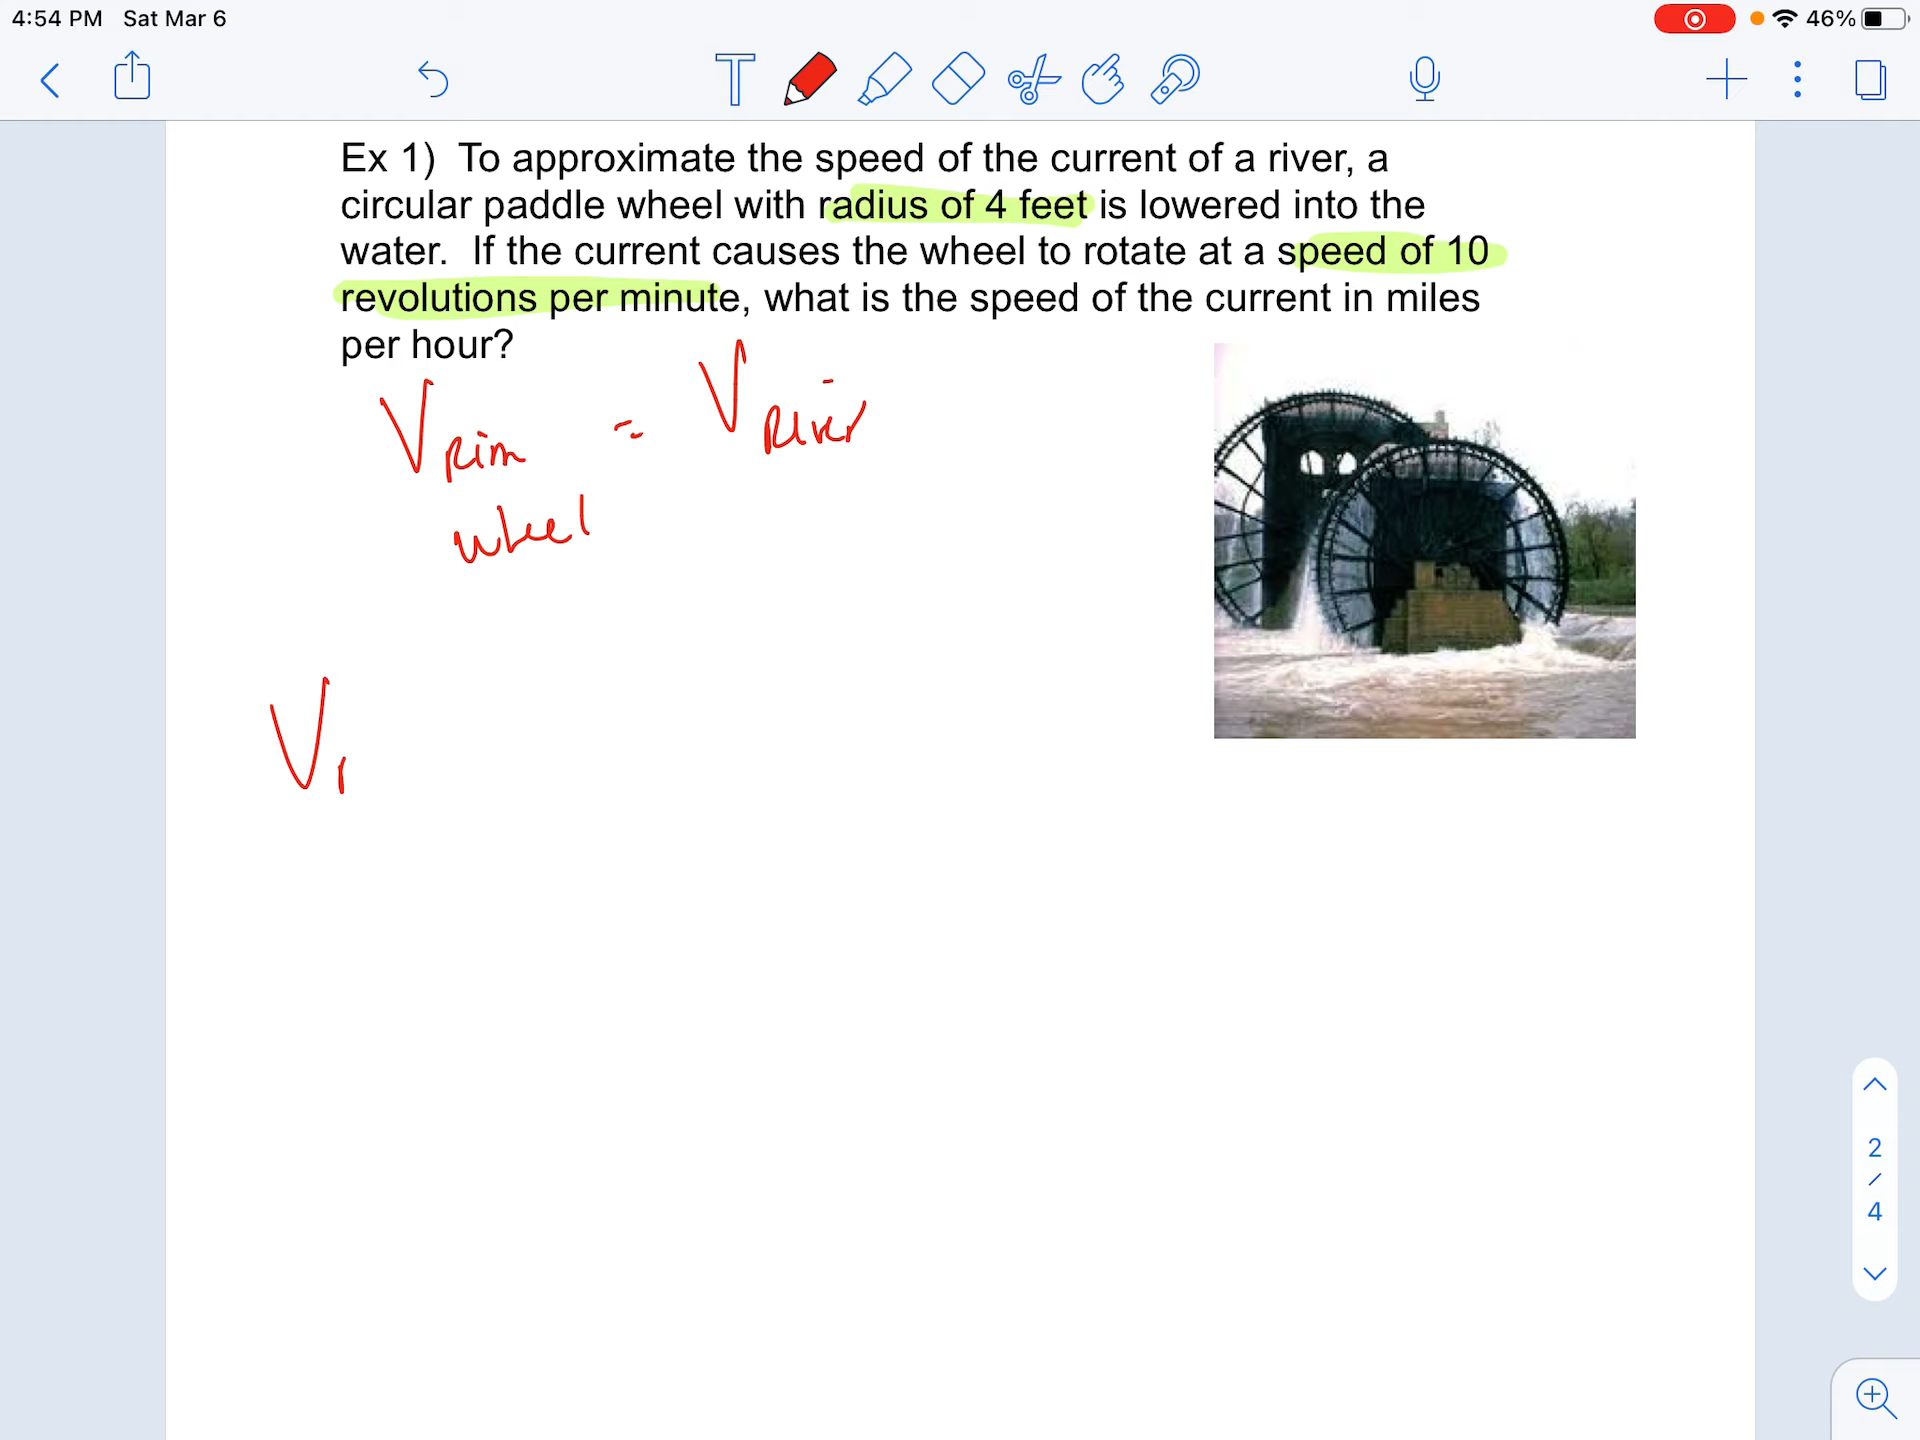 4:54 PM Sat Mar 6
46%
Ex 1) To approximate the speed of the current of a river, a
circular paddle wheel with radius of 4 feet is lowered into the
water. If the current causes the wheel to rotate at a speed of 10
revolutions per minute, what is the speed of the current in miles
per hour?
V Rim = V River
wheel
V
2
/
4